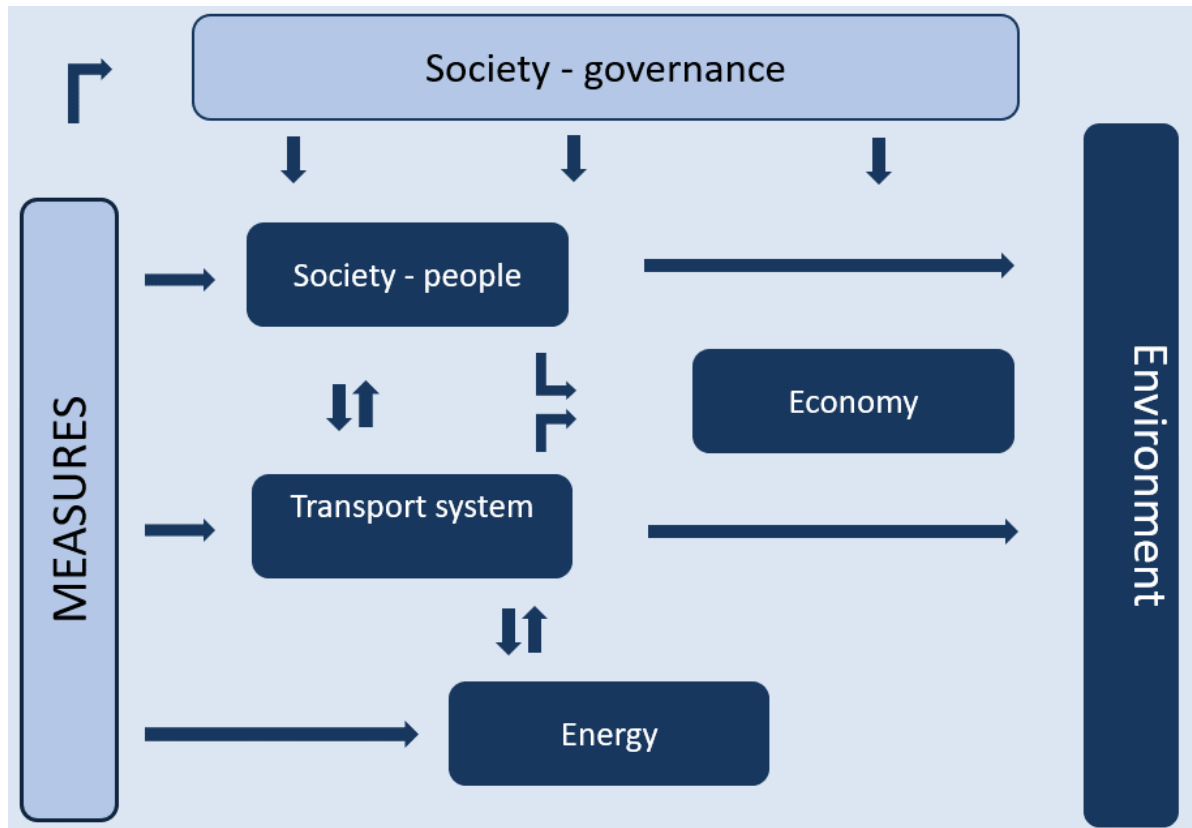 Society - governance
Society - people
Economy
Transport system
Energy
MEASURES
Environment